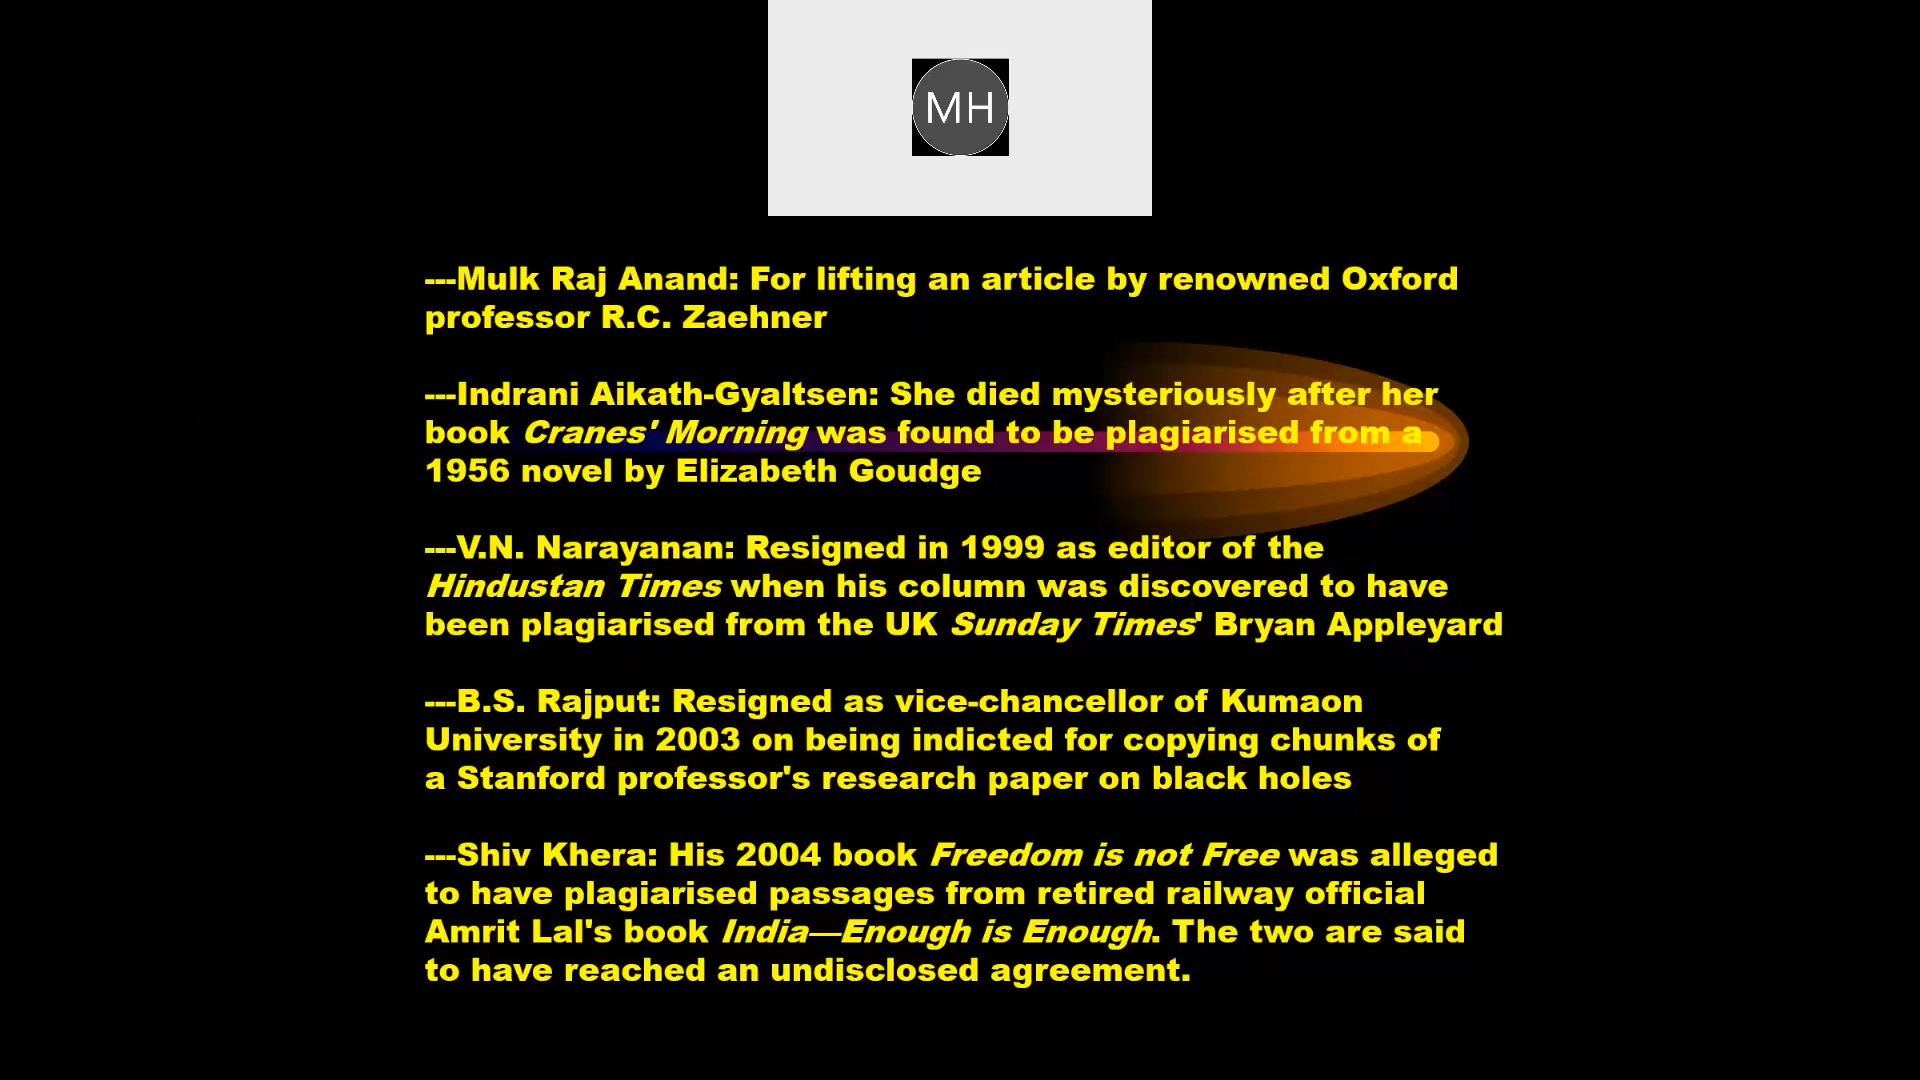 MH
---Mulk Raj Anand: For lifting an article by renowned Oxford
professor R.C. Zaehner
---Indrani Aikath-Gyaltsen: She died mysteriously after her
book Cranes' Morning was found to be plagiarised from a
1956 novel by Elizabeth Goudge
---V.N. Narayanan: Resigned in 1999 as editor of the
Hindustan Times when his column was discovered to have
been plagiarised from the UK Sunday Times' Bryan Appleyard
---B.S. Rajput: Resigned as vice-chancellor of Kumaon
University in 2003 on being indicted for copying chunks of
a Stanford professor's research paper on black holes
---Shiv Khera: His 2004 book Freedom is not Free was alleged
to have plagiarised passages from retired railway official
Amrit Lal's book India—Enough is Enough. The two are said
to have reached an undisclosed agreement.